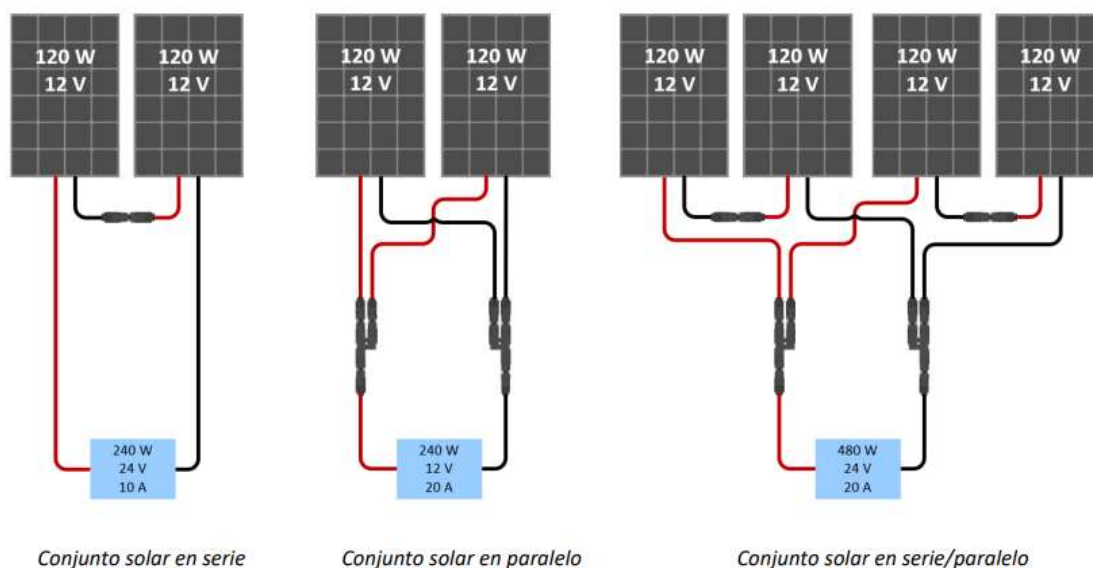 120 W
12 V
120 W
12 V
120 W
12 V
120 W
12 V
120 W
12 V
120 W
12 V
120 W
12 V
120 W
12 V
240 W
24 V
10 A
240 W
12 V
20 A
480 W
24 V
20 A
Conjunto solar en serie
Conjunto solar en paralelo
Conjunto solar en serie/paralelo